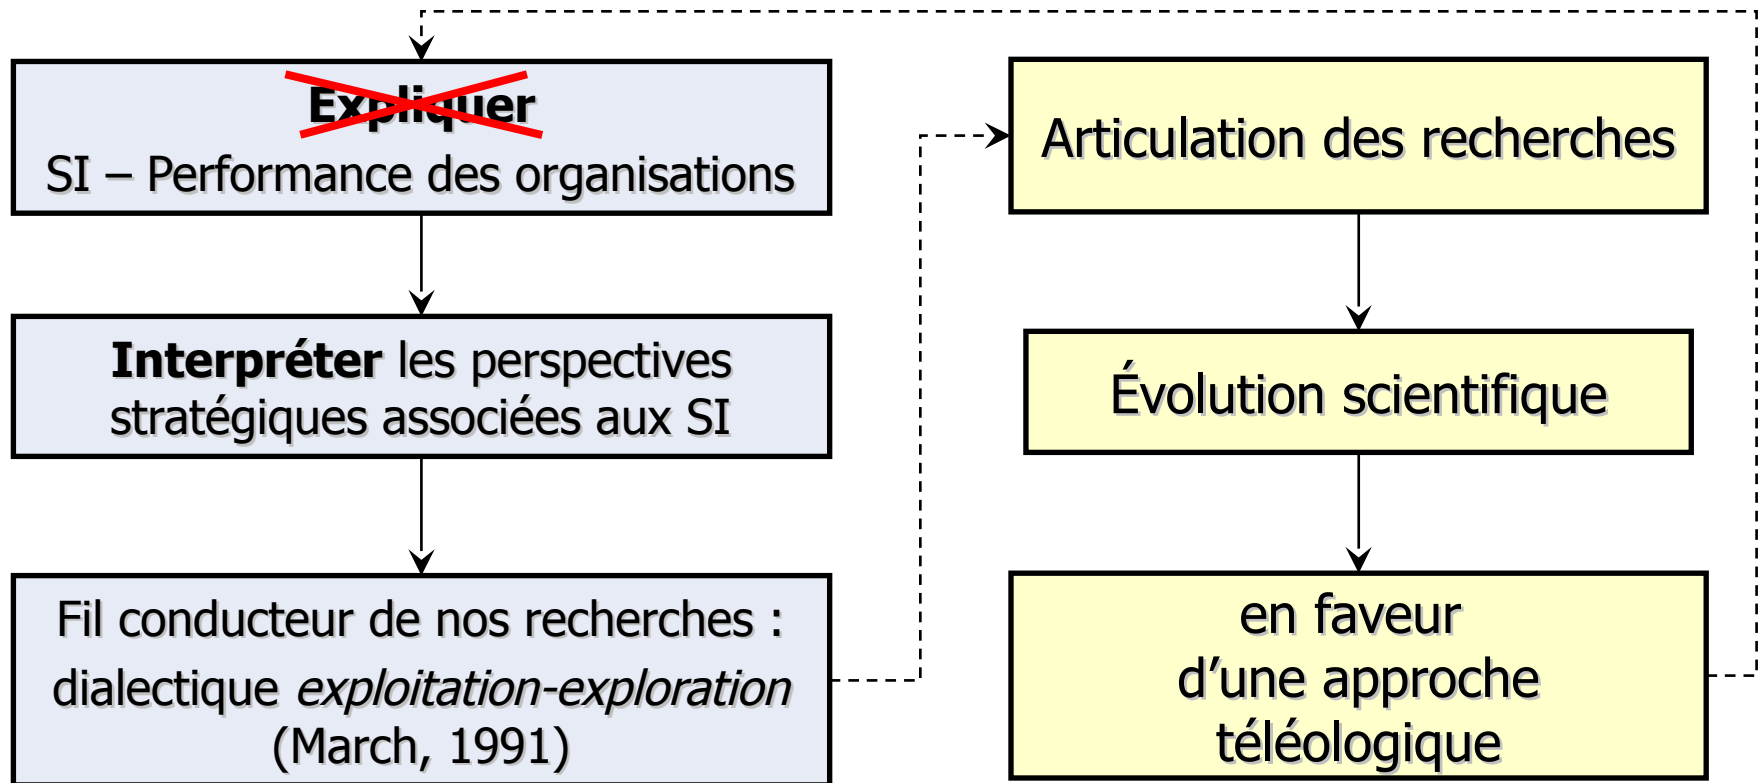 Expliquer
SI – Performance des organisations
Interpréter les perspectives
stratégiques associées aux SI
Fil conducteur de nos recherches :
dialectique exploitation-exploration
(March, 1991)
Articulation des recherches
Évolution scientifique
en faveur
d’une approche
téléologique